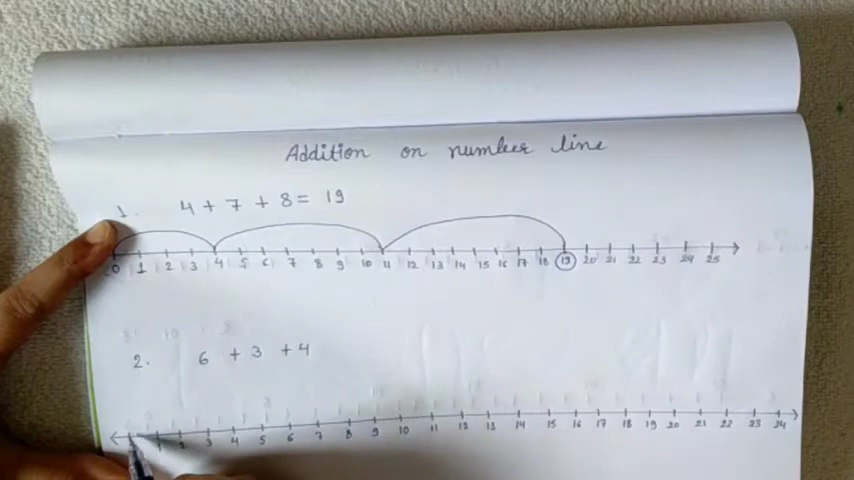 Addition on number line
1. 4 + 7 + 8 = 19
0 1 2 3 4 5 6 7 8 9 10 11 12 13 14 15 16 17 18 19 20 21 22 23 24 25
2. 6 + 3 + 4
1 2 3 4 5 6 7 8 9 10 11 12 13 14 15 16 17 18 19 20 21 22 23 24